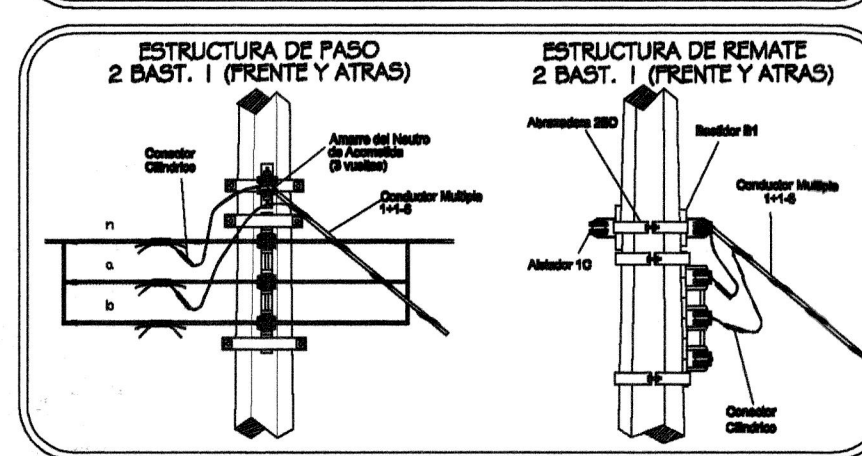 ESTRUCTURA DE PASO
2 BAST. 1 (FRENTE Y ATRAS)
Conector
Cilíndrico
Amarre del Neutro
de Acometida
(3 vueltas)
Conductor Multiple
1+1-6
n
a
b
ESTRUCTURA DE REMATE
2 BAST. 1 (FRENTE Y ATRAS)
Abrazadera 2BD
Bastidor B1
Conductor Multiple
1+1-6
Aislador 1C
Conector
Cilíndrico